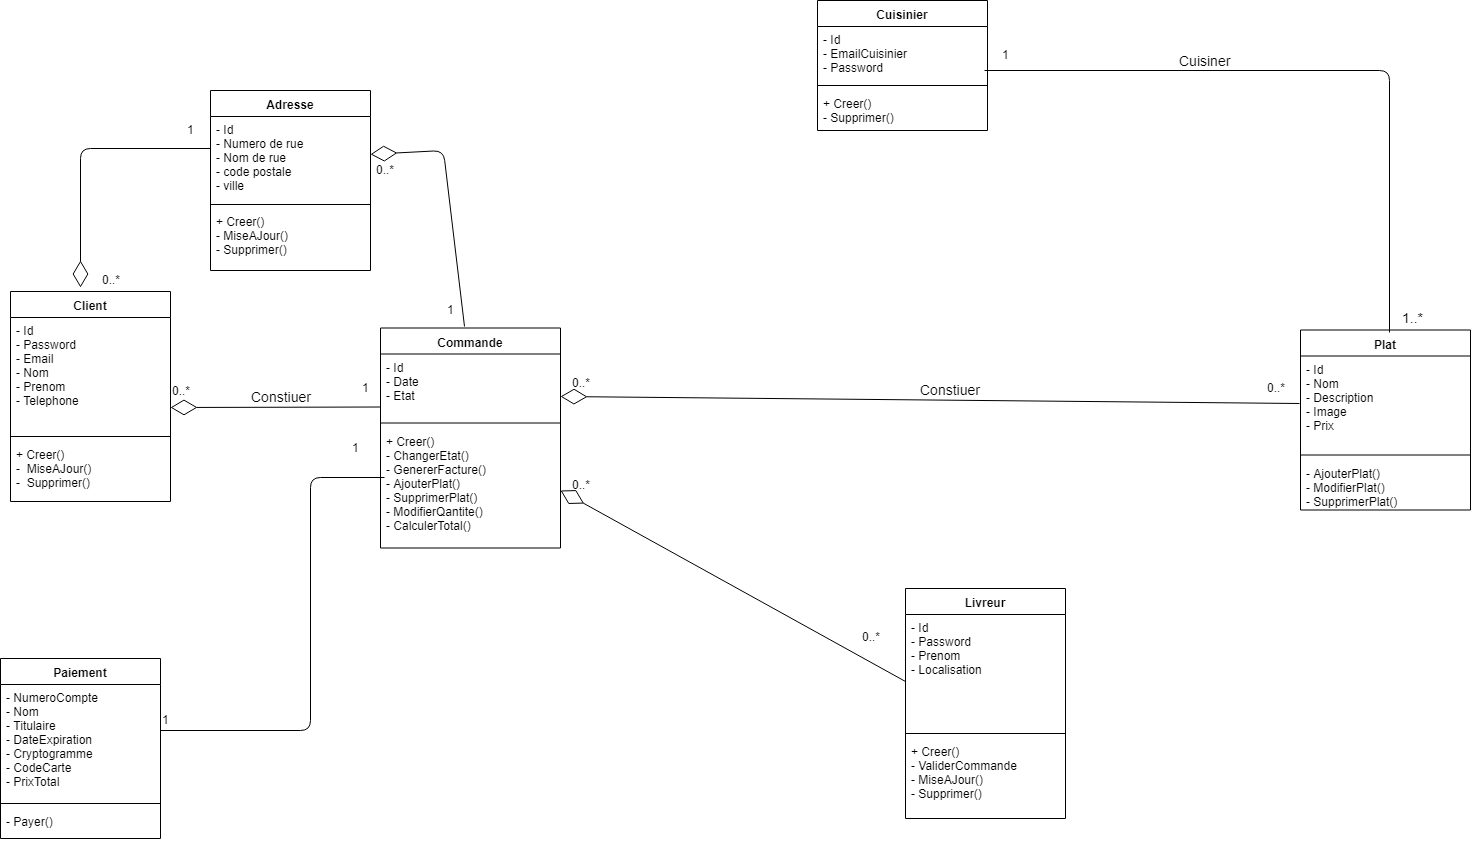 Cuisinier
- Id
- EmailCuisinier
- Password
+ Creer()
- Supprimer()
1
Cuisiner
1..*
Adresse
- Id
- Numero de rue
- Nom de rue
- code postale
- ville
+ Creer()
- MiseAJour()
- Supprimer()
1
0..*
0..*
1
Client
- Id
- Password
- Email
- Nom
- Prenom
- Telephone
+ Creer()
- MiseAJour()
- Supprimer()
0..*
Constiuer
1
Commande
- Id
- Date
- Etat
+ Creer()
- ChangerEtat()
- GenererFacture()
- AjouterPlat()
- SupprimerPlat()
- ModifierQantite()
- CalculerTotal()
0..*
Constiuer
0..*
Plat
- Id
- Nom
- Description
- Image
- Prix
- AjouterPlat()
- ModifierPlat()
- SupprimerPlat()
1
0..*
0..*
Livreur
- Id
- Password
- Prenom
- Localisation
+ Creer()
- ValiderCommande
- MiseAJour()
- Supprimer()
Paiement
- NumeroCompte
- Nom
- Titulaire
- DateExpiration
- Cryptogramme
- CodeCarte
- PrixTotal
- Payer()
1